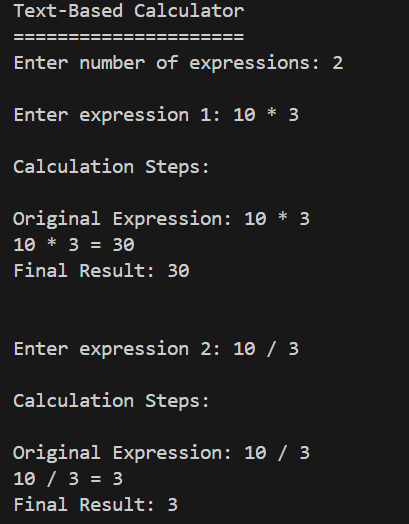 Text-Based Calculator
=====================
Enter number of expressions: 2
Enter expression 1: 10 * 3
Calculation Steps:
Original Expression: 10 * 3
10 * 3 = 30
Final Result: 30
Enter expression 2: 10 / 3
Calculation Steps:
Original Expression: 10 / 3
10 / 3 = 3
Final Result: 3